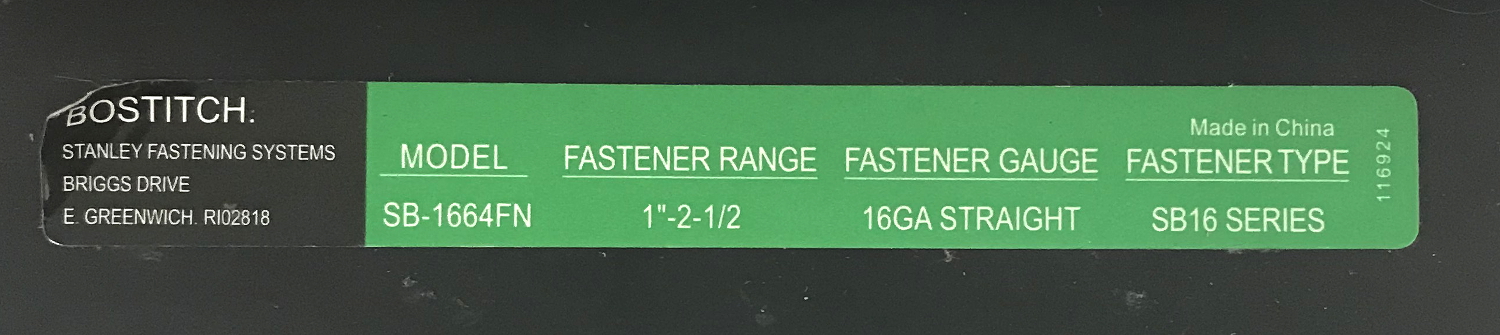 BOSTITCH.
STANLEY FASTENING SYSTEMS
BRIGGS DRIVE
E. GREENWICH. RI02818
Made in China
MODEL FASTENER RANGE FASTENER GAUGE FASTENER TYPE
SB-1664FN 1"-2-1/2 16GA STRAIGHT SB16 SERIES
116924